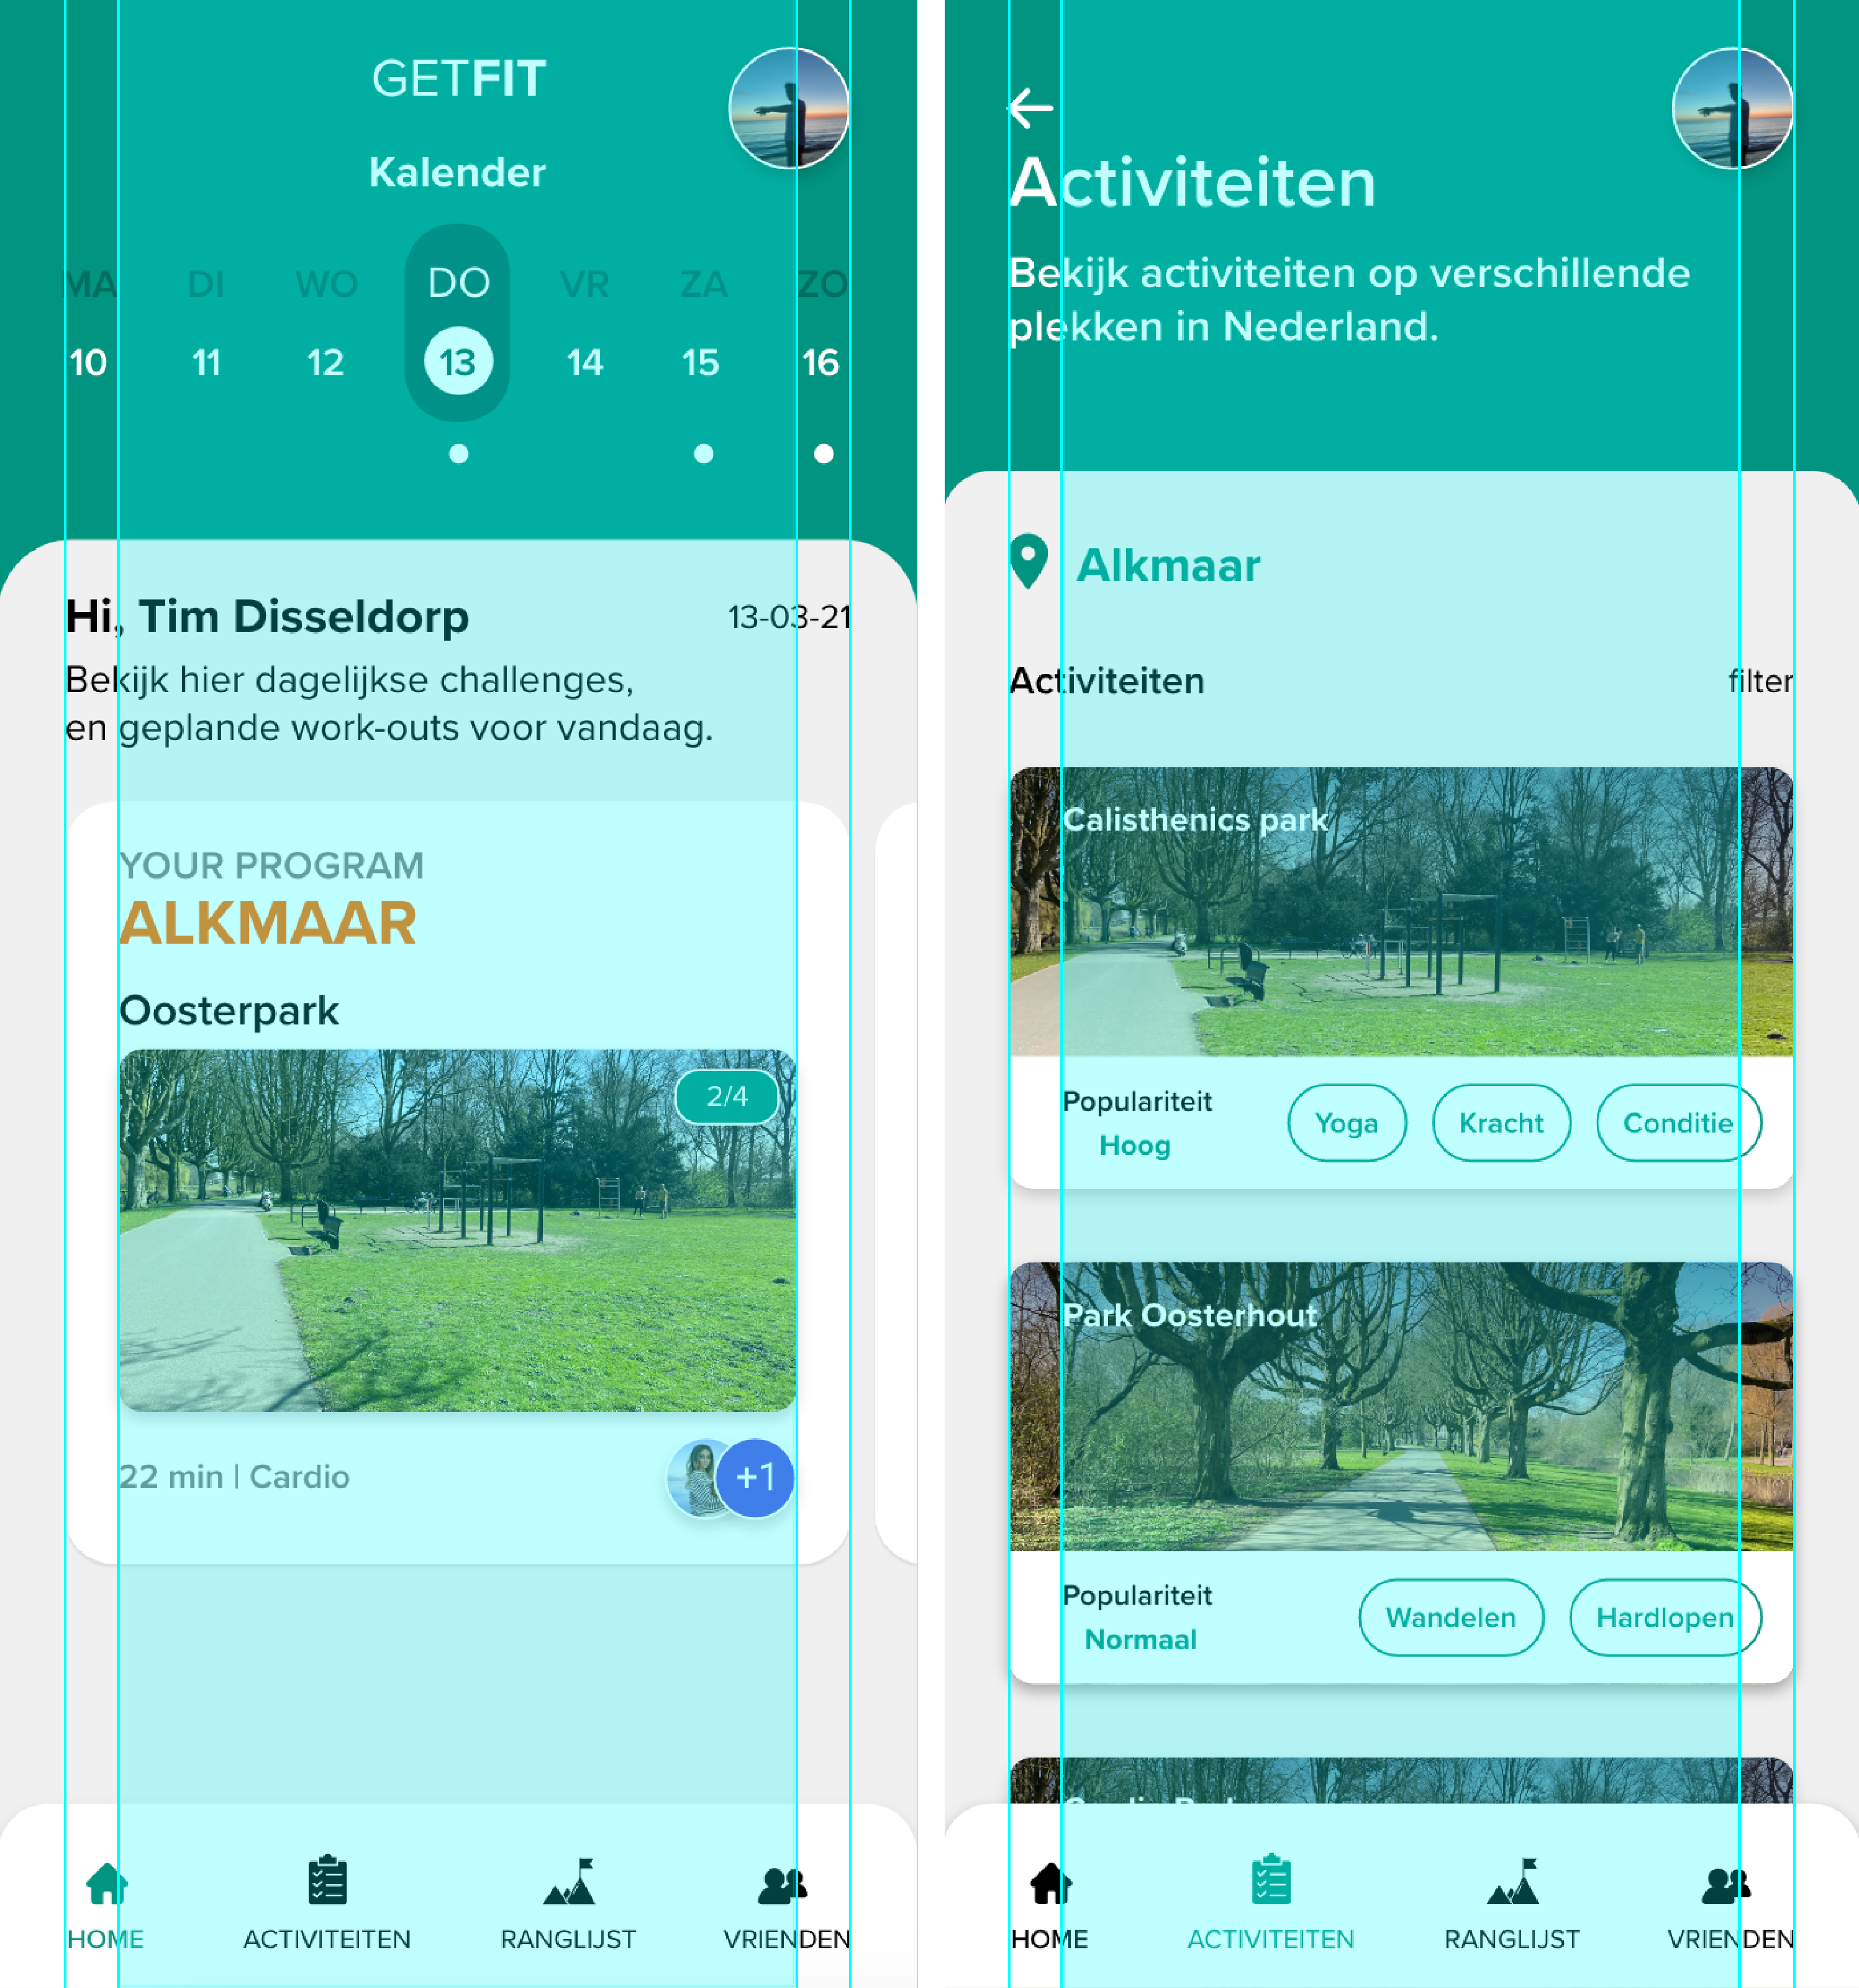 GETFIT
Kalender
MA DI WO DO VR ZA ZO
10 11 12 13 14 15 16
Hi, Tim Disseldorp 13-03-21
Bekijk hier dagelijkse challenges,
en geplande work-outs voor vandaag.
YOUR PROGRAM
ALKMAAR
Oosterpark
2/4
22 min | Cardio +1
HOME ACTIVITEITEN RANGLIJST VRIENDEN
Activiteiten
Bekijk activiteiten op verschillende
plekken in Nederland.
Alkmaar
Activiteiten filter
Calisthenics park
Populariteit
Hoog
Yoga Kracht Conditie
Park Oosterhout
Populariteit
Normaal
Wandelen Hardlopen
HOME ACTIVITEITEN RANGLIJST VRIENDEN